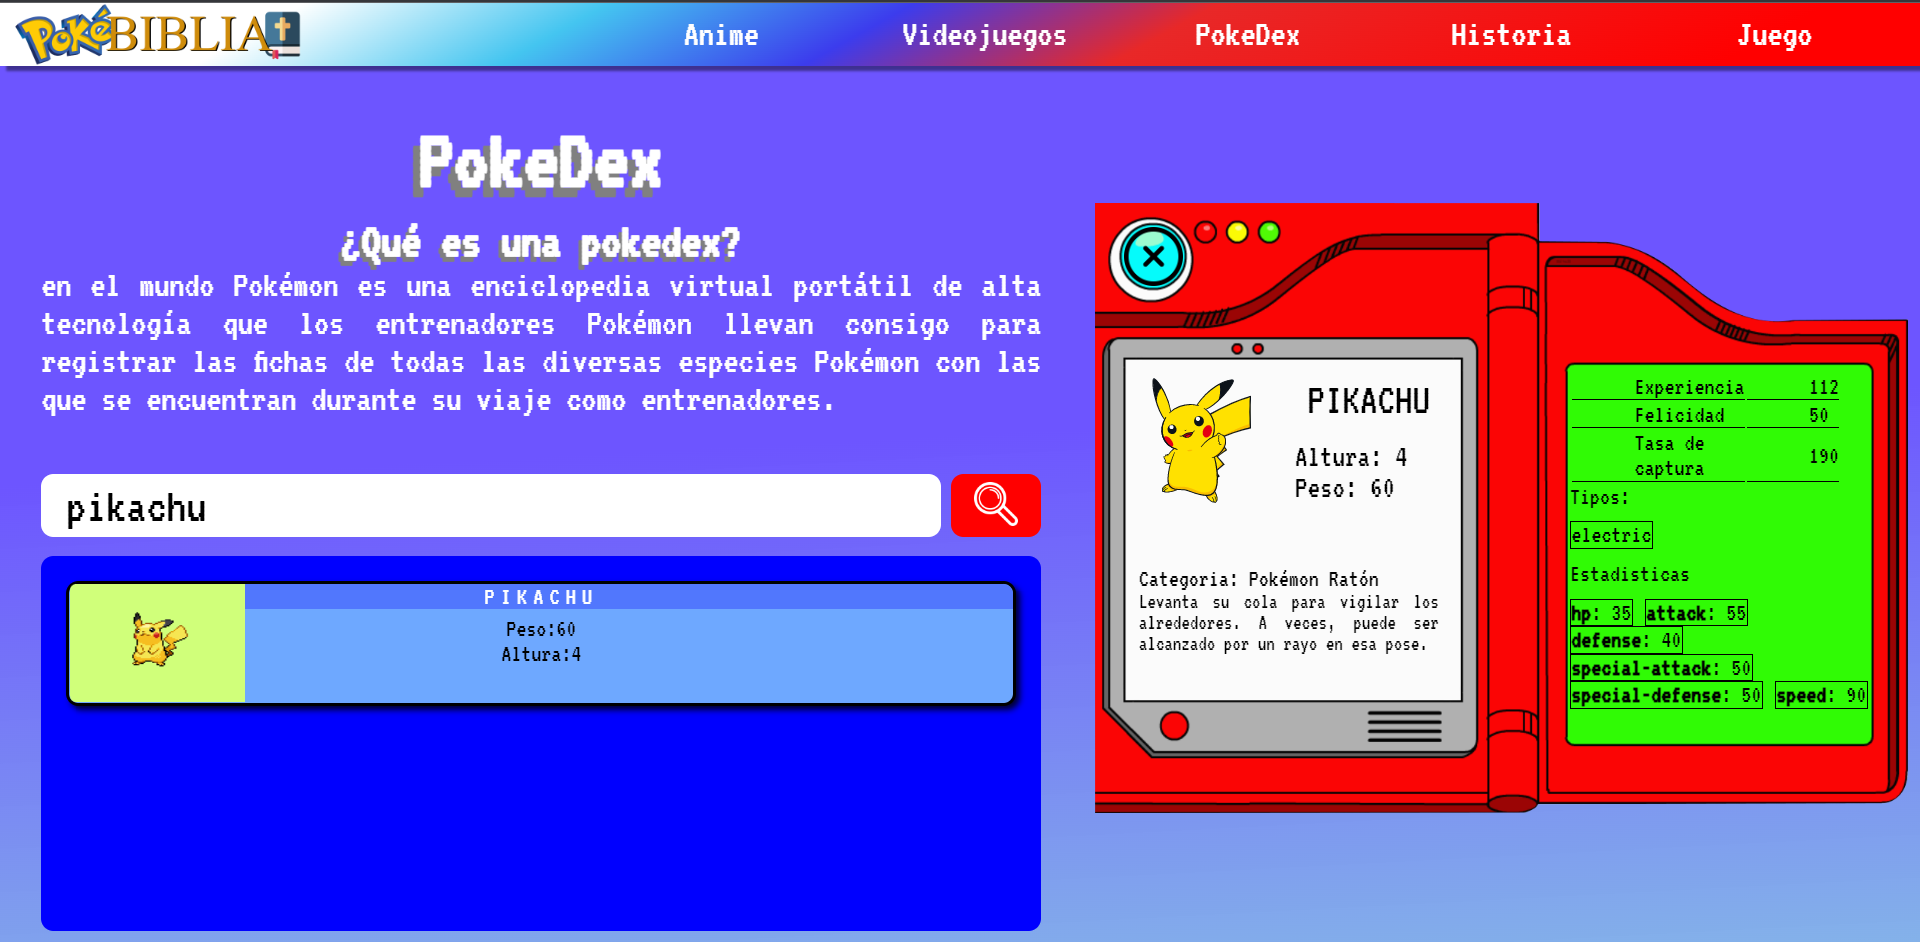 PokéBIBLIA
Anime
Videojuegos
PokeDex
Historia
Juego
PokeDex
¿Qué es una pokedex?
en el mundo Pokémon es una enciclopedia virtual portátil de alta
tecnología que los entrenadores Pokémon llevan consigo para
registrar las fichas de todas las diversas especies Pokémon con las
que se encuentran durante su viaje como entrenadores.
pikachu
PIKACHU
Peso:60
Altura:4
PIKACHU
Altura: 4
Peso: 60
Categoria: Pokémon Ratón
Levanta su cola para vigilar los
alrededores. A veces, puede ser
alcanzado por un rayo en esa pose.
Experiencia 112
Felicidad 50
Tasa de
captura 190
Tipos:
electric
Estadisticas
hp: 35 attack: 55
defense: 40
special-attack: 50
special-defense: 50 speed: 90